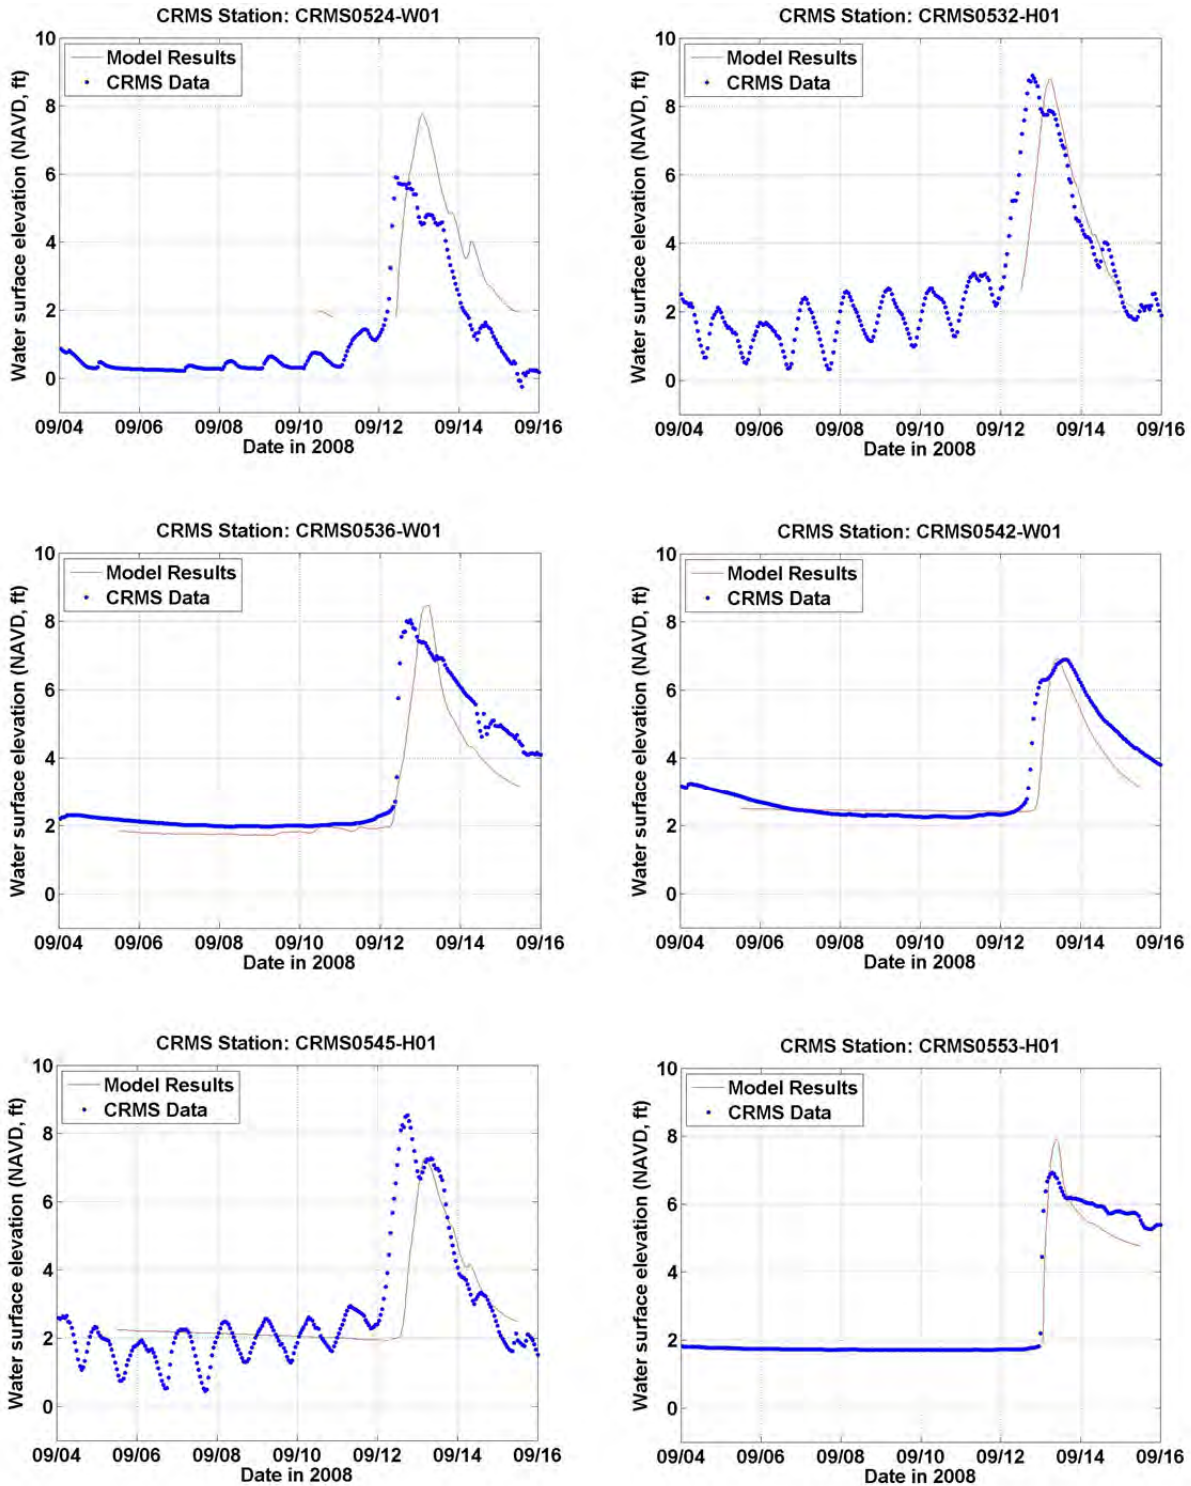 CRMS Station: CRMS0524-W01
10
8
6
4
2
0
Water surface elevation (NAVD, ft)
Model Results
CRMS Data
09/04 09/06 09/08 09/10 09/12 09/14 09/16
Date in 2008
CRMS Station: CRMS0532-H01
10
8
6
4
2
0
Water surface elevation (NAVD, ft)
Model Results
CRMS Data
09/04 09/06 09/08 09/10 09/12 09/14 09/16
Date in 2008
CRMS Station: CRMS0536-W01
10
8
6
4
2
0
Water surface elevation (NAVD, ft)
Model Results
CRMS Data
09/04 09/06 09/08 09/10 09/12 09/14 09/16
Date in 2008
CRMS Station: CRMS0542-W01
10
8
6
4
2
0
Water surface elevation (NAVD, ft)
Model Results
CRMS Data
09/04 09/06 09/08 09/10 09/12 09/14 09/16
Date in 2008
CRMS Station: CRMS0545-H01
10
8
6
4
2
0
Water surface elevation (NAVD, ft)
Model Results
CRMS Data
09/04 09/06 09/08 09/10 09/12 09/14 09/16
Date in 2008
CRMS Station: CRMS0553-H01
10
8
6
4
2
0
Water surface elevation (NAVD, ft)
Model Results
CRMS Data
09/04 09/06 09/08 09/10 09/12 09/14 09/16
Date in 2008